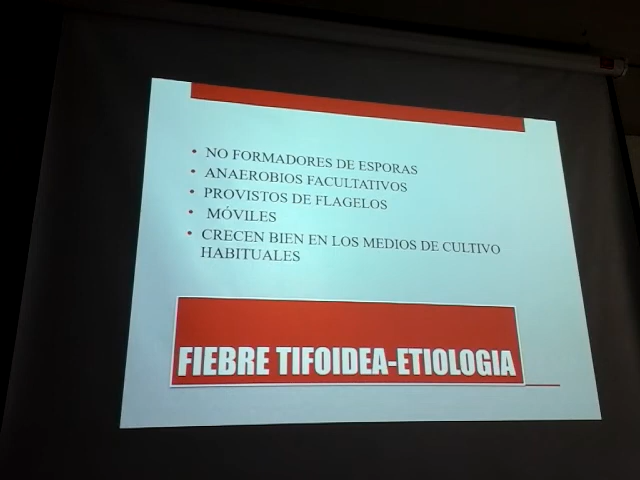 • NO FORMADORES DE ESPORAS
• ANAEROBIOS FACULTATIVOS
• PROVISTOS DE FLAGELOS
• MÓVILES
• CRECEN BIEN EN LOS MEDIOS DE CULTIVO
HABITUALES
FIEBRE TIFOIDEA-ETIOLOGIA